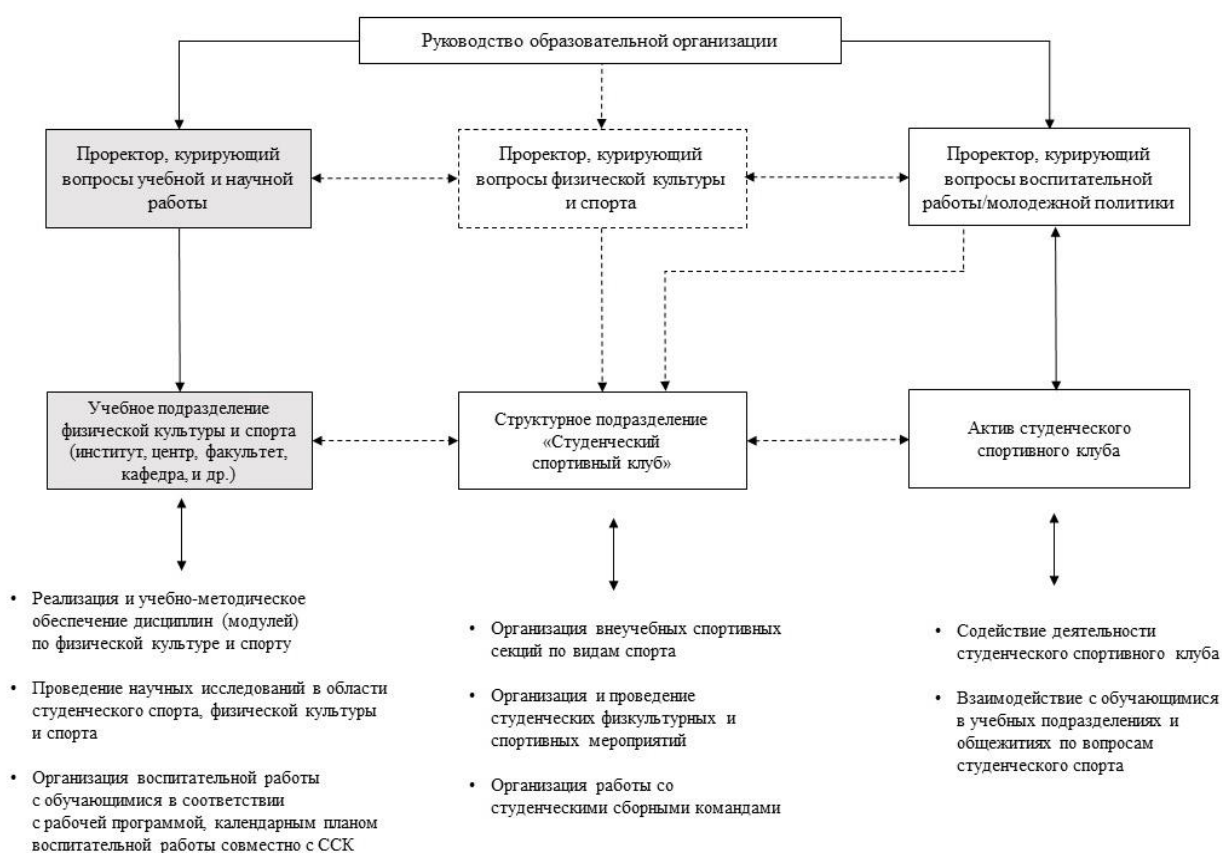 Руководство образовательной организации
Проректор, курирующий
вопросы учебной и научной
работы
Проректор, курирующий
вопросы физической культуры
и спорта
Проректор, курирующий
вопросы воспитательной
работы/молодежной политики
Учебное подразделение
физической культуры и спорта
(институт, центр, факультет,
кафедра, и др.)
Структурное подразделение
«Студенческий
спортивный клуб»
Актив студенческого
спортивного клуба
• Реализация и учебно-методическое
обеспечение дисциплин (модулей)
по физической культуре и спорту
• Проведение научных исследований в области
студенческого спорта, физической культуры
и спорта
• Организация воспитательной работы
с обучающимися в соответствии
с рабочей программой, календарным планом
воспитательной работы совместно с ССК
• Организация внеучебных спортивных
секций по видам спорта
• Организация и проведение
студенческих физкультурных и
спортивных мероприятий
• Организация работы со
студенческими сборными командами
• Содействие деятельности
студенческого спортивного клуба
• Взаимодействие с обучающимися
в учебных подразделениях и
общежитиях по вопросам
студенческого спорта